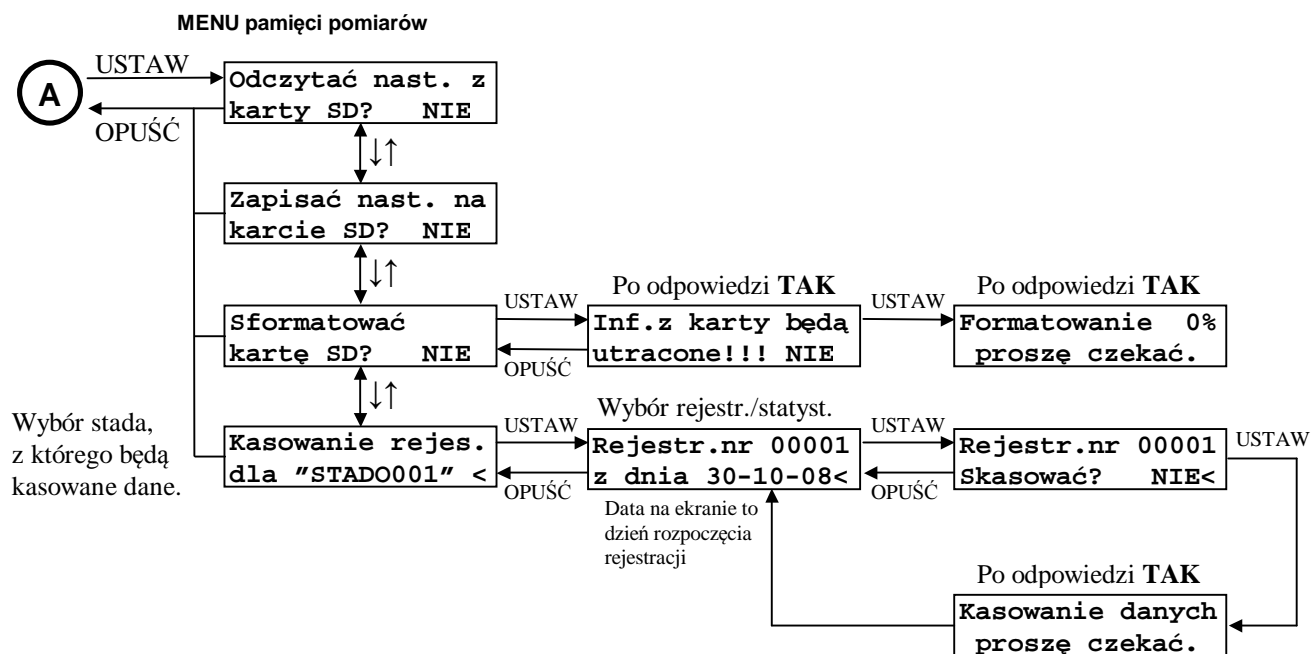 MENU pamięci pomiarów
A
USTAW
OPUŚĆ
Odczytać nast. z
karty SD? NIE
↓↑
Zapisać nast. na
karcie SD? NIE
↓↑
Sformatować
kartę SD? NIE
USTAW
OPUŚĆ
Po odpowiedzi TAK
Inf.z karty będą
utracone!!! NIE
USTAW
Po odpowiedzi TAK
Formatowanie 0%
proszę czekać.
↓↑
Wybór stada,
z którego będą
kasowane dane.
Kasowanie rejes.
dla "STADO001" <
USTAW
OPUŚĆ
Wybór rejestr./statyst.
Rejestr.nr 00001
z dnia 30-10-08<
Data na ekranie to
dzień rozpoczęcia
rejestracji
USTAW
OPUŚĆ
Rejestr.nr 00001
Skasować? NIE<
USTAW
Po odpowiedzi TAK
Kasowanie danych
proszę czekać.